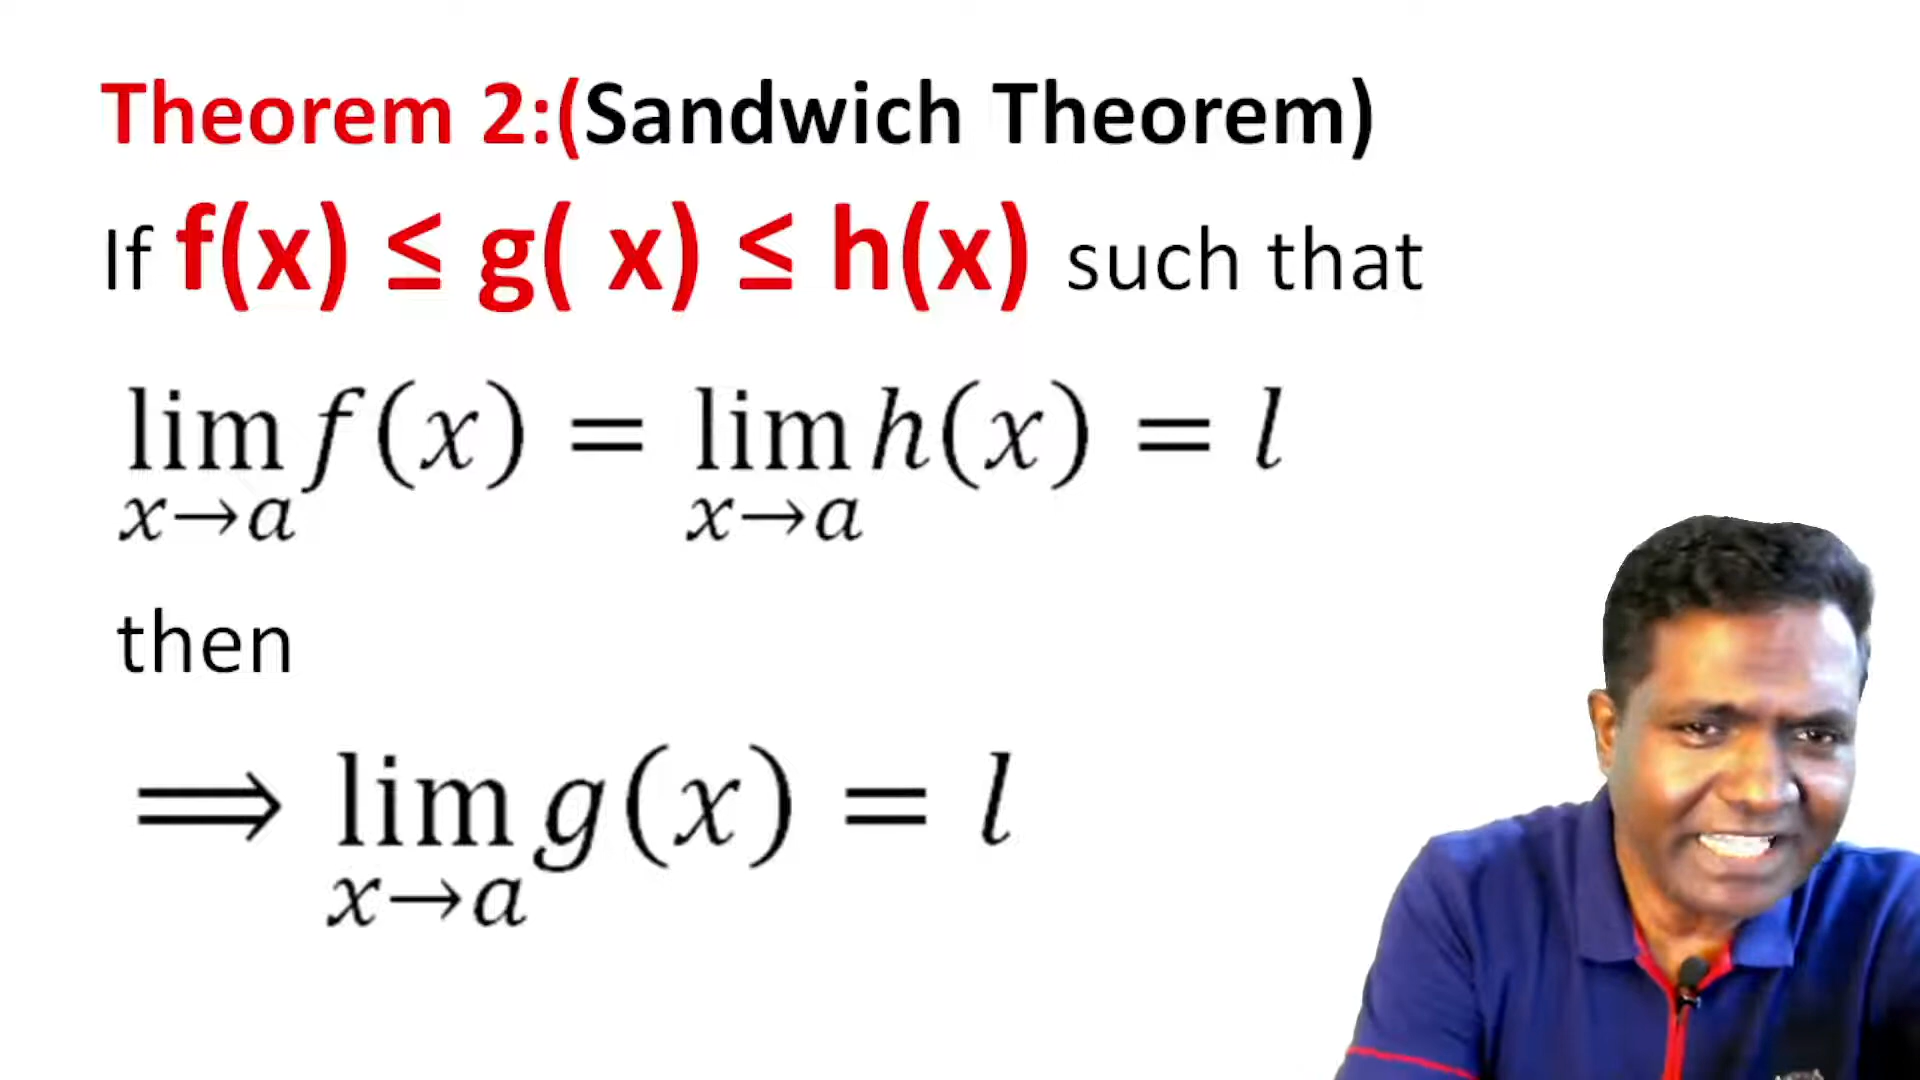 Theorem 2:(Sandwich Theorem)
If f(x) ≤ g( x) ≤ h(x) such that
lim f(x) = lim h(x) = l
x→a x→a
then
⟹ lim g(x) = l
x→a